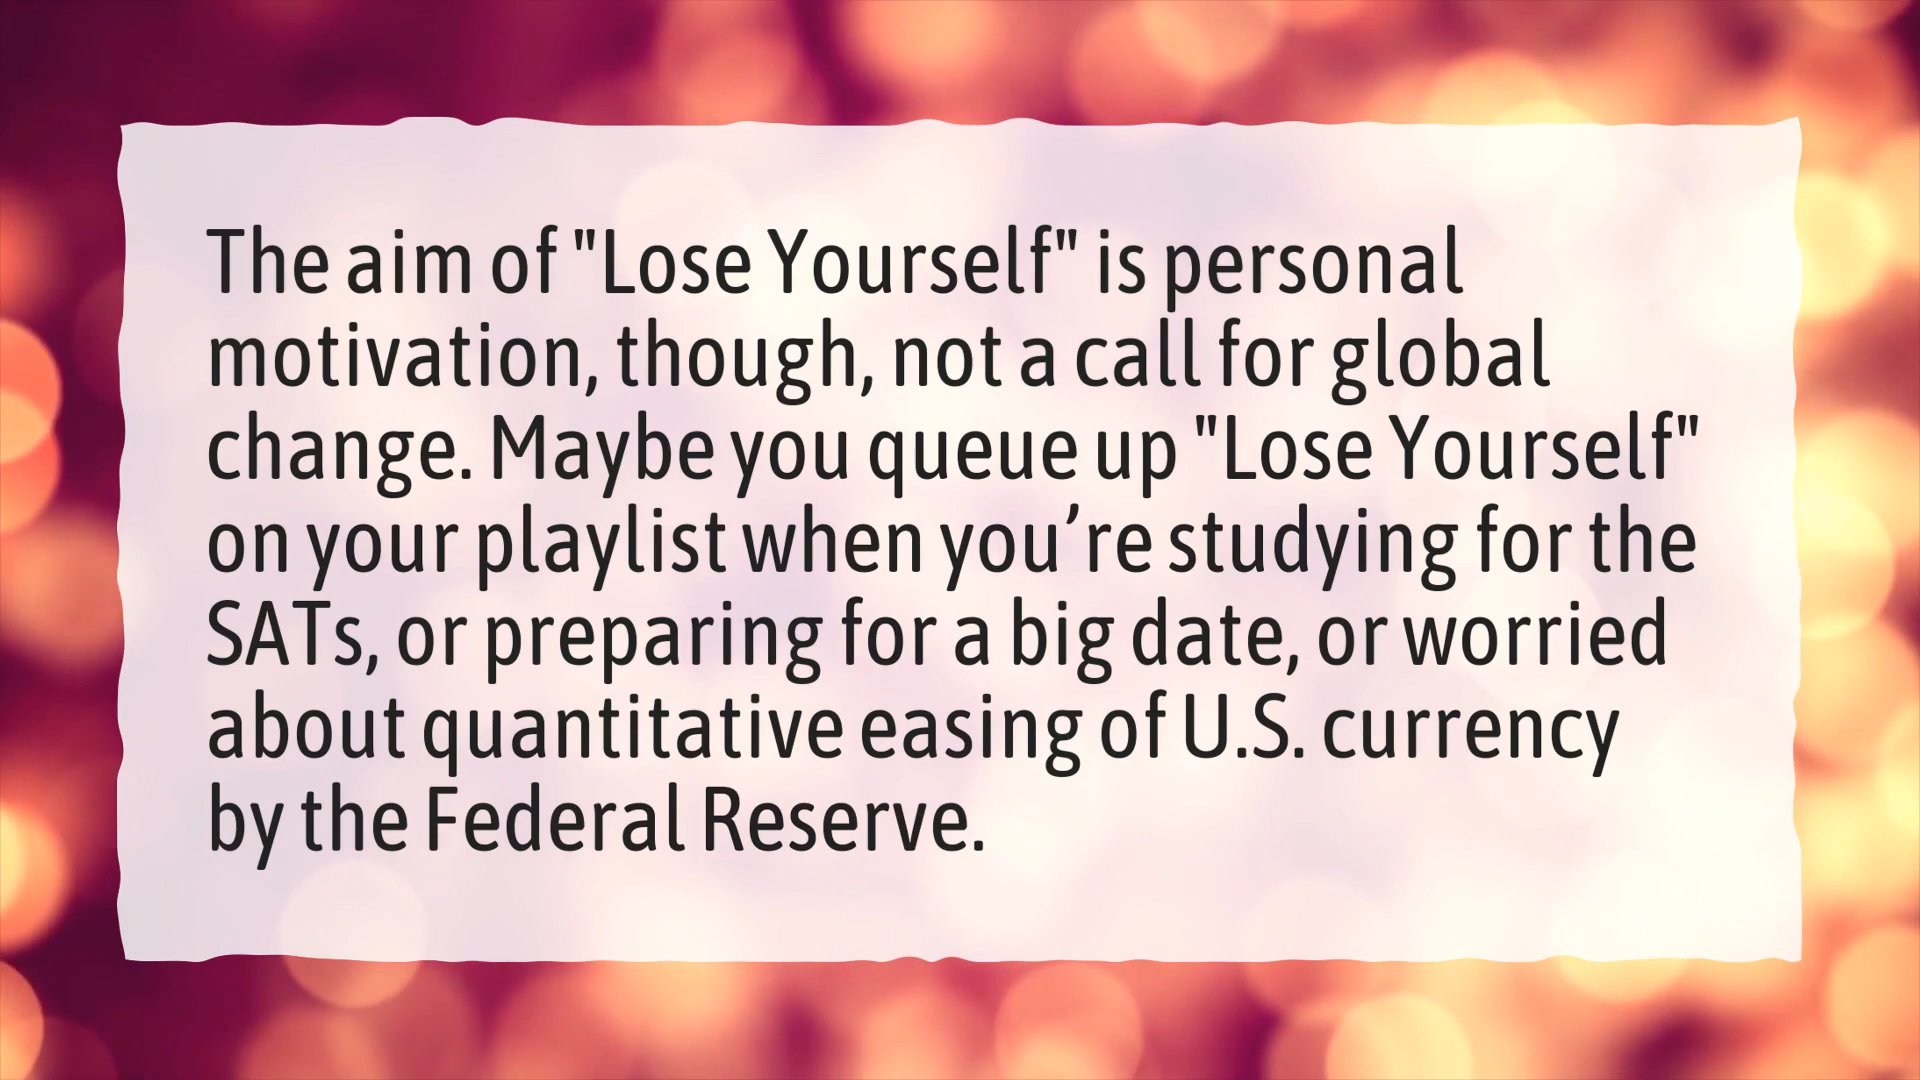 The aim of "Lose Yourself" is personal
motivation, though, not a call for global
change. Maybe you queue up "Lose Yourself"
on your playlist when you’re studying for the
SATs, or preparing for a big date, or worried
about quantitative easing of U.S. currency
by the Federal Reserve.